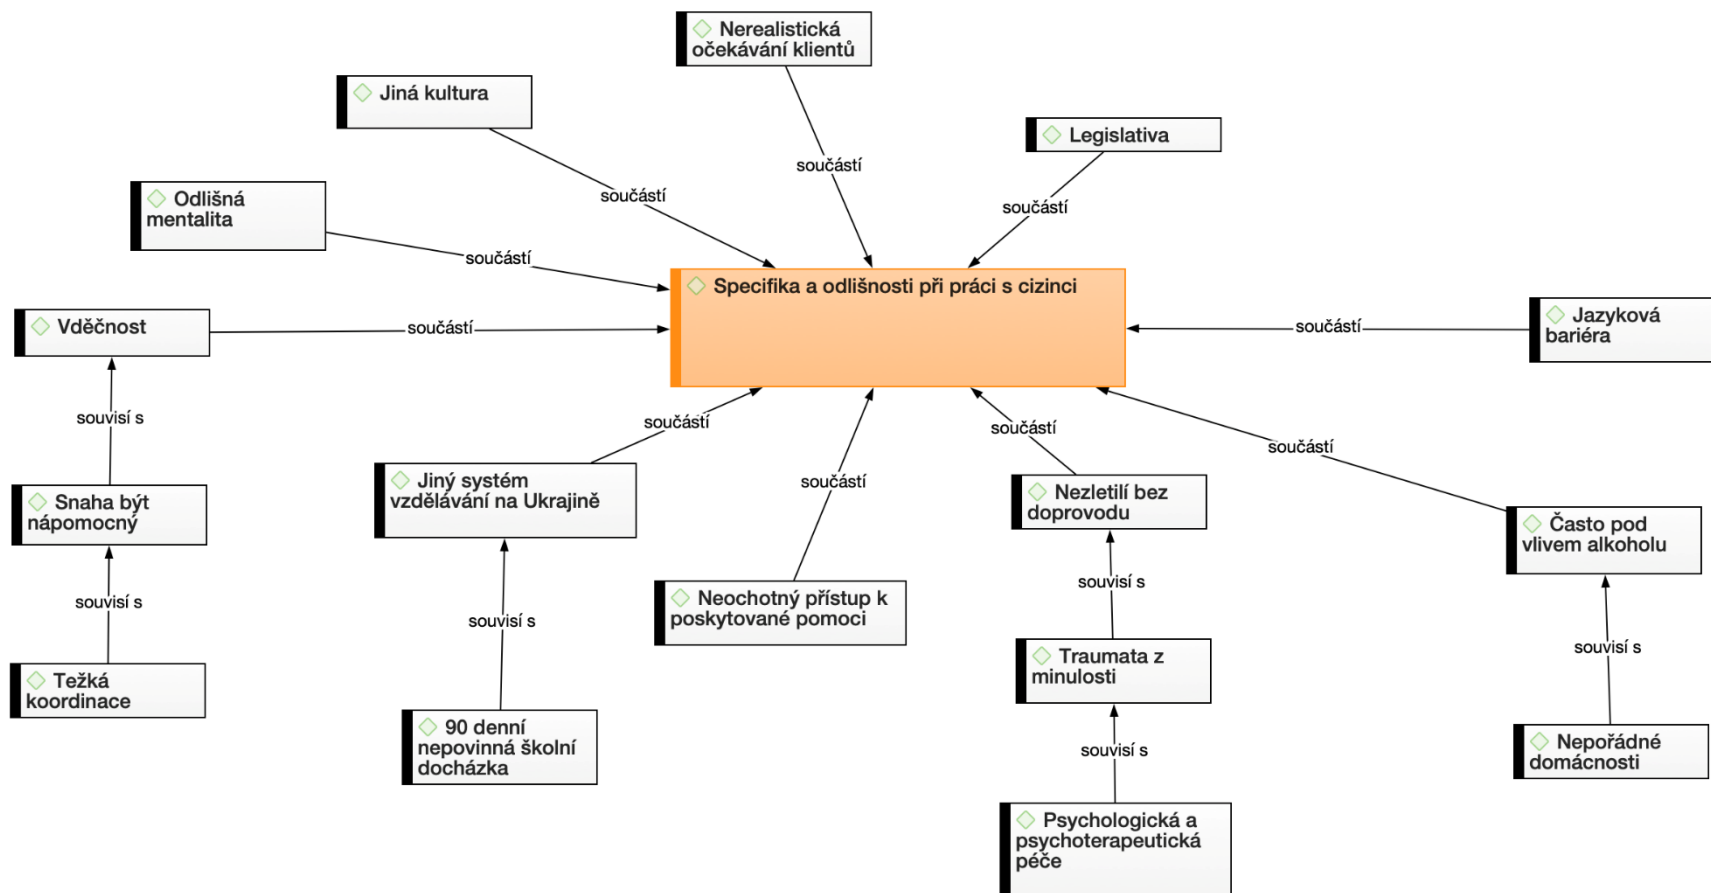 Nerealistická
očekávání klientů
Jiná kultura
Legislativa
součástí
součástí
součástí
Odlišná
mentalita
součástí
Specifika a odlišnosti při práci s cizinci
Vděčnost
součástí
součástí
Jazyková
bariéra
souvisí s
součástí
součástí
součástí
součástí
Jiný systém
vzdělávání na Ukrajině
Snaha být
nápomocný
Nezletilí bez
doprovodu
Často pod
vlivem alkoholu
souvisí s
souvisí s
Neochotný přístup k
poskytované pomoci
souvisí s
souvisí s
Težká
koordinace
Traumata z
minulosti
90 denní
nepovinná školní
docházka
souvisí s
Nepořádné
domácnosti
Psychologická a
psychoterapeutická
péče